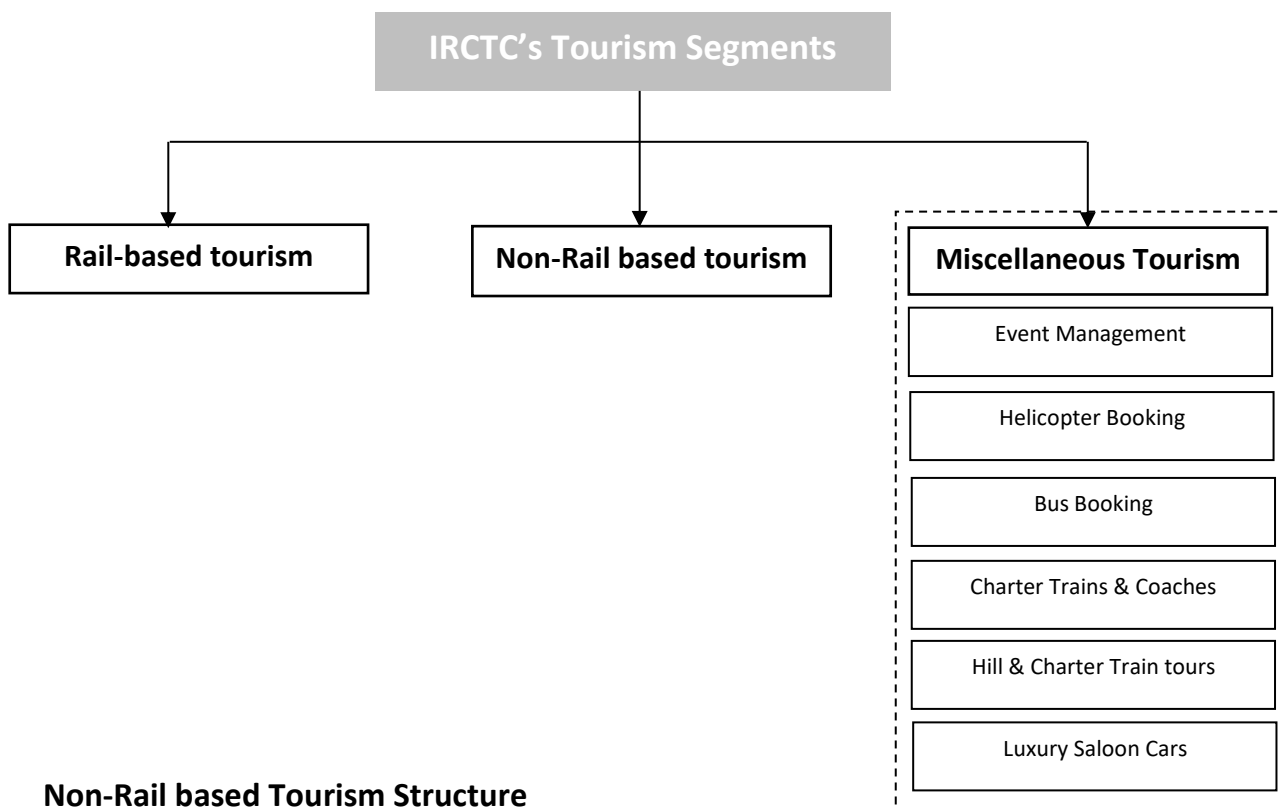 IRCTC’s Tourism Segments
Rail-based tourism
Non-Rail based tourism
Miscellaneous Tourism
Event Management
Helicopter Booking
Bus Booking
Charter Trains & Coaches
Hill & Charter Train tours
Luxury Saloon Cars
Non-Rail based Tourism Structure